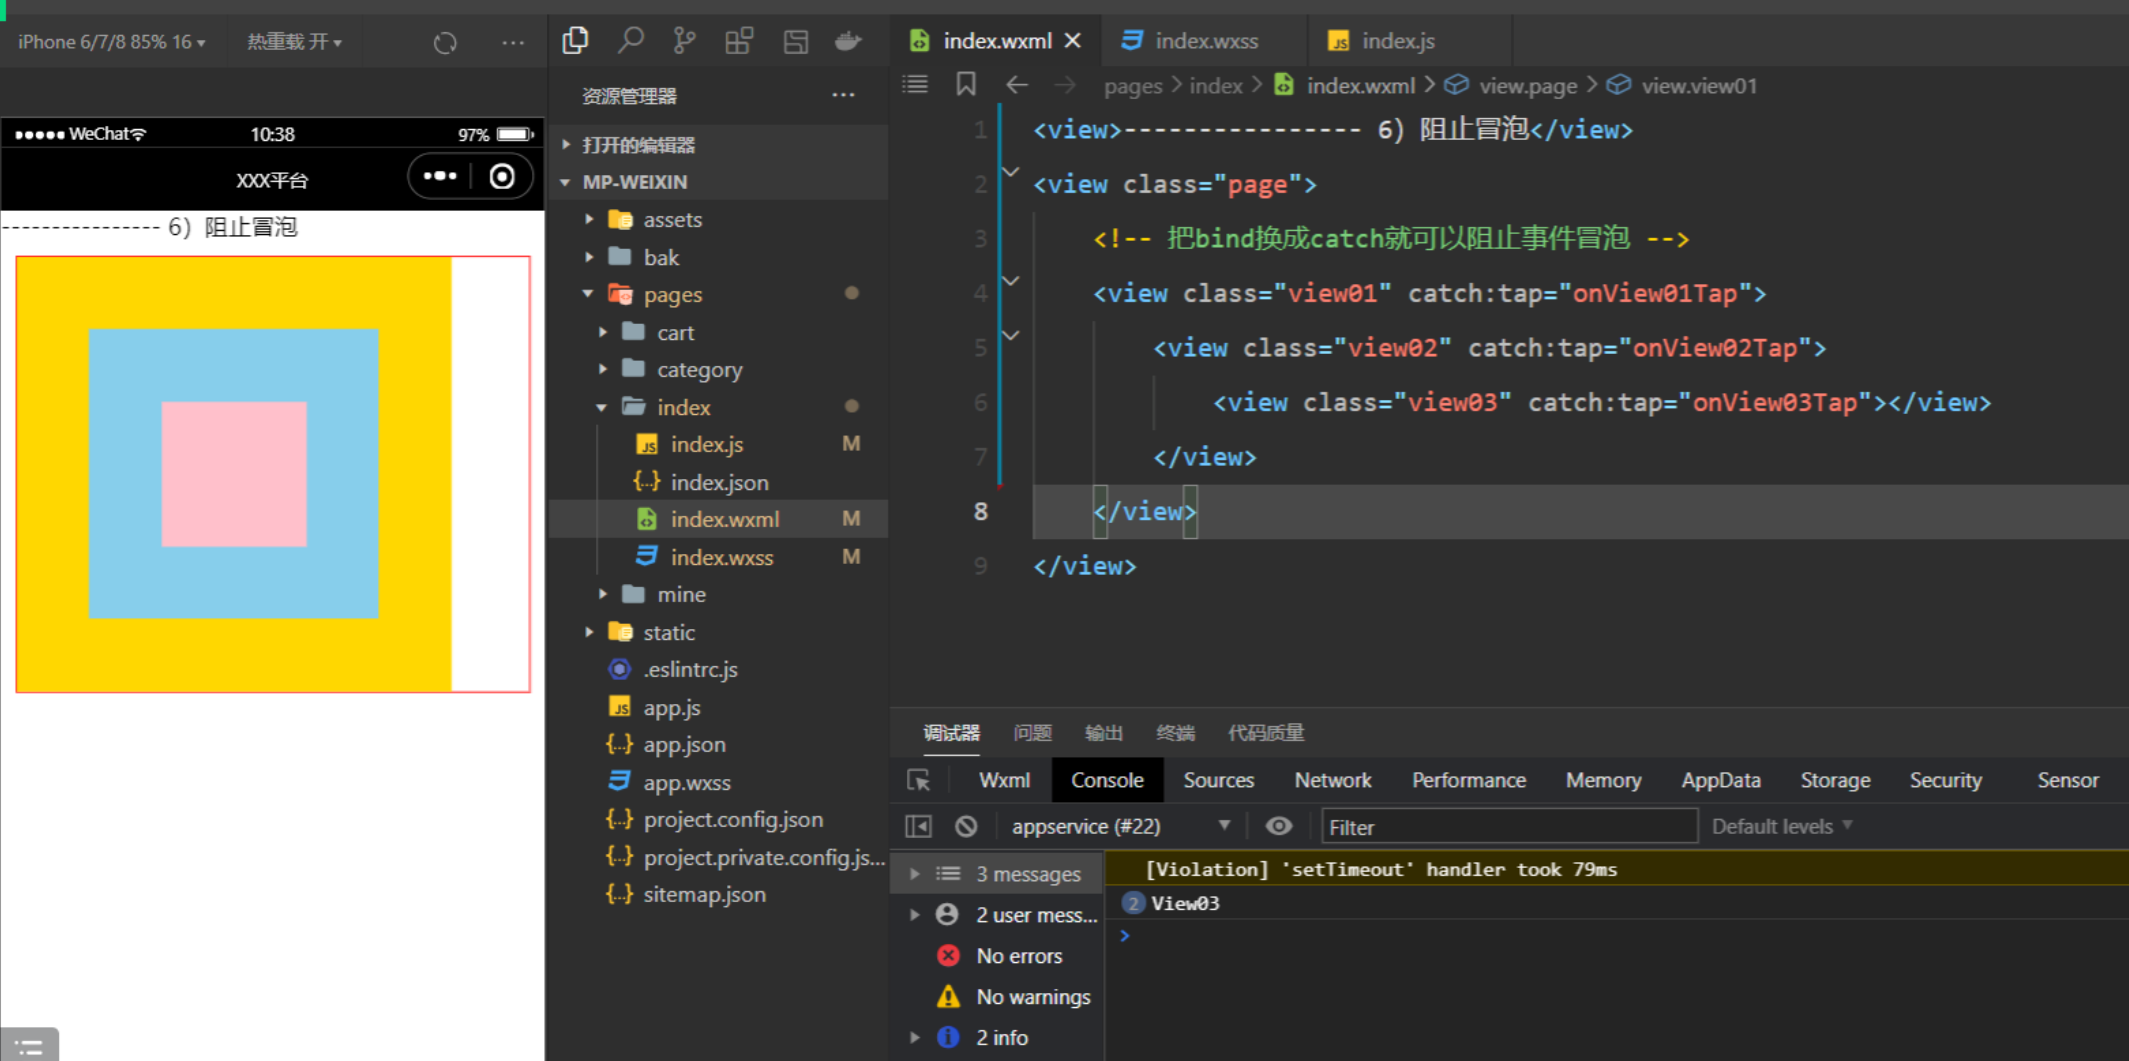 iPhone 6/7/8 85% 16
热重载 开
WeChat
10:38
97%
XXX平台
---------------- 6) 阻止冒泡
资源管理器
打开的编辑器
MP-WEIXIN
assets
bak
pages
cart
category
index
index.js M
index.json
index.wxml M
index.wxss M
mine
static
.eslintrc.js
app.js
app.json
app.wxss
project.config.json
project.private.config.js...
sitemap.json
index.wxml
index.wxss
index.js
pages > index > index.wxml > view.page > view.view01
1 <view>---------------- 6) 阻止冒泡</view>
2 <view class="page">
3 <!-- 把bind换成catch就可以阻止事件冒泡 -->
4 <view class="view01" catch:tap="onView01Tap">
5 <view class="view02" catch:tap="onView02Tap">
6 <view class="view03" catch:tap="onView03Tap"></view>
7 </view>
8 </view>
9 </view>
调试器 问题 输出 终端 代码质量
Wxml Console Sources Network Performance Memory AppData Storage Security Sensor
appservice (#22) Filter Default levels
3 messages
2 user mess...
No errors
No warnings
2 info
[Violation] 'setTimeout' handler took 79ms
2 View03
>